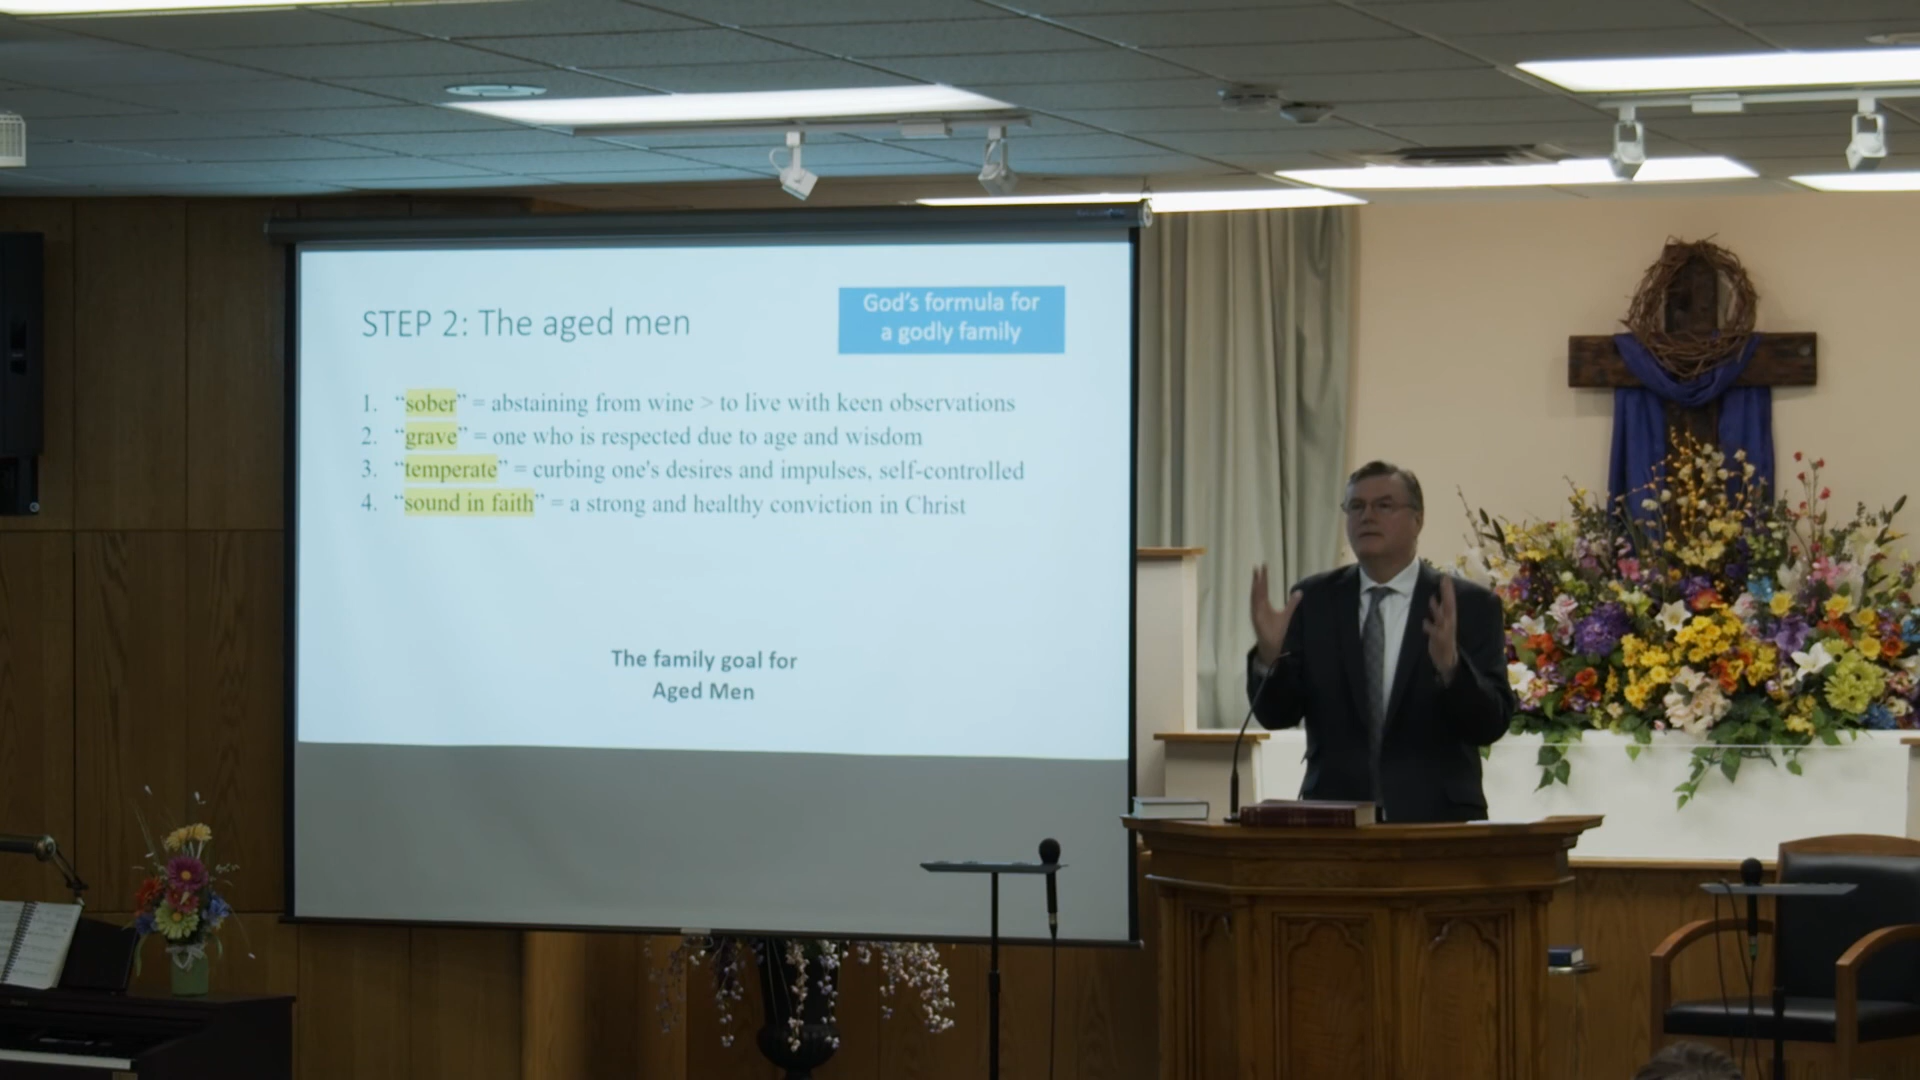 STEP 2: The aged men
God's formula for
a godly family
1. “sober” = abstaining from wine > to live with keen observations
2. “grave” = one who is respected due to age and wisdom
3. “temperate” = curbing one's desires and impulses, self-controlled
4. “sound in faith” = a strong and healthy conviction in Christ
The family goal for
Aged Men